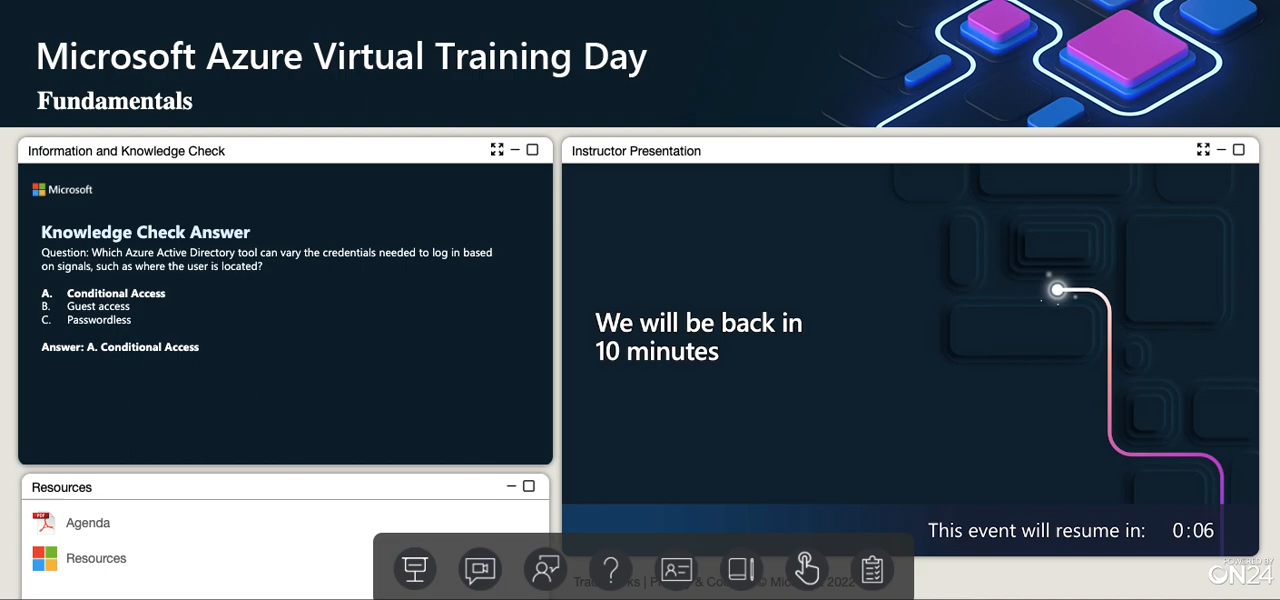 Microsoft Azure Virtual Training Day
Fundamentals
Information and Knowledge Check
Microsoft
Knowledge Check Answer
Question: Which Azure Active Directory tool can vary the credentials needed to log in based
on signals, such as where the user is located?
A. Conditional Access
B. Guest access
C. Passwordless
Answer: A. Conditional Access
Resources
PDF
Agenda
Resources
Instructor Presentation
We will be back in
10 minutes
This event will resume in: 0:06
© 2022
POWERED BY
ON24